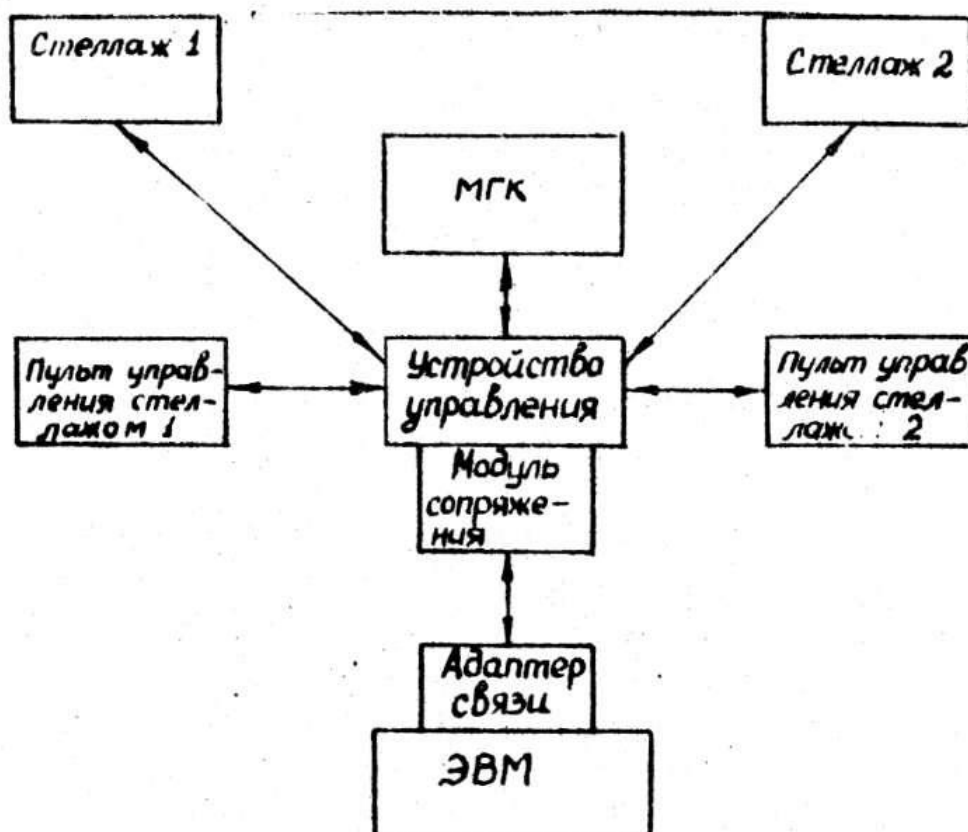 Стеллаж 1
Стеллаж 2
МГК
Пульт управ-
ления стел-
лажом 1
Устройство
управления
Пульт управ
ления стел-
2
Модуль
сопряже-
ния
Адаптер
связи
ЭВМ